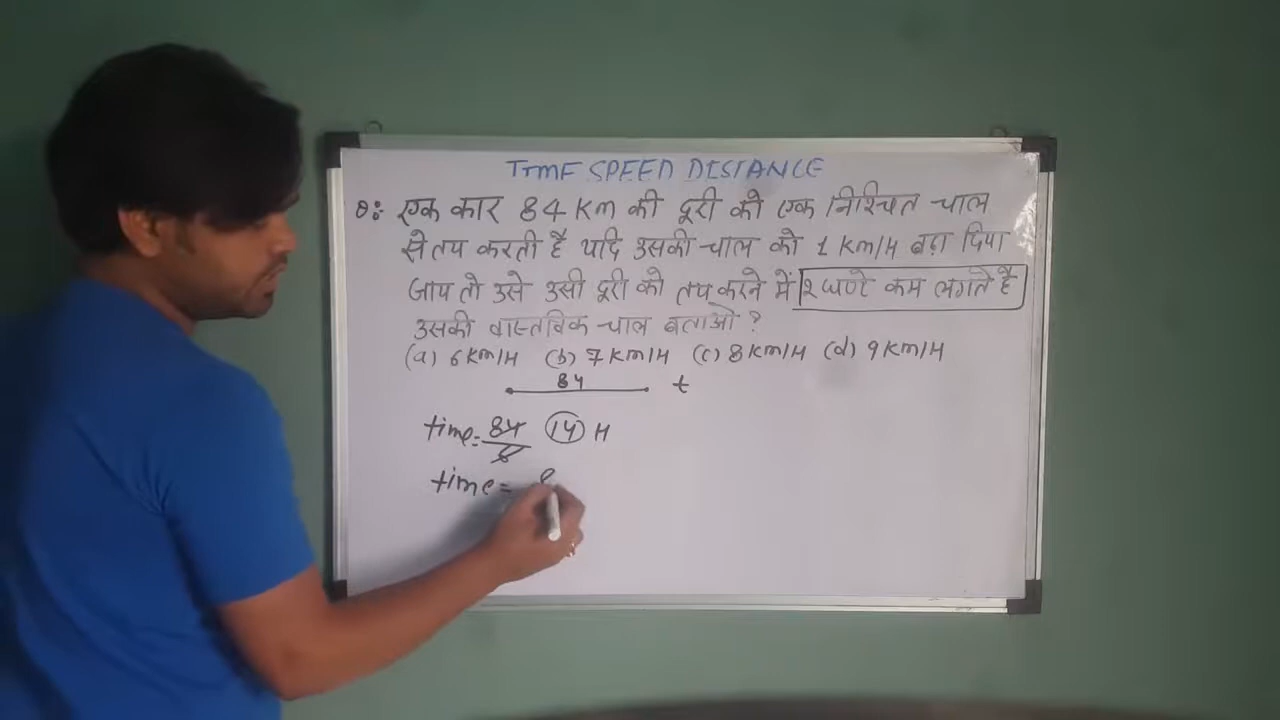 TIME SPEED DISTANCE
Q: एक कार 84 Km की दूरी को एक निश्चित चाल
से तय करती है यदि उसकी चाल को 1 Km/H बढ़ा दिया
जाय तो उसे उसी दूरी को तय करने में 2 घण्टे कम लगते है
उसकी वास्तविक चाल बताओ ?
(a) 6 Km/H (b) 7 Km/H (c) 8 Km/H (d) 9 Km/H
84 t
time = 84/6 14 H
time = 8